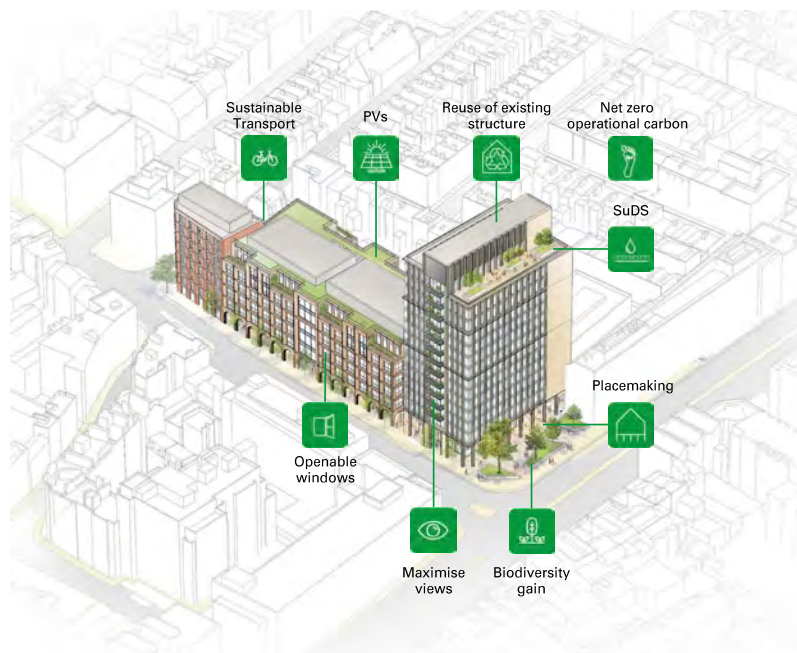 Sustainable
Transport
PVs
Reuse of existing
structure
Net zero
operational carbon
SuDS
Placemaking
Openable
windows
Maximise
views
Biodiversity
gain